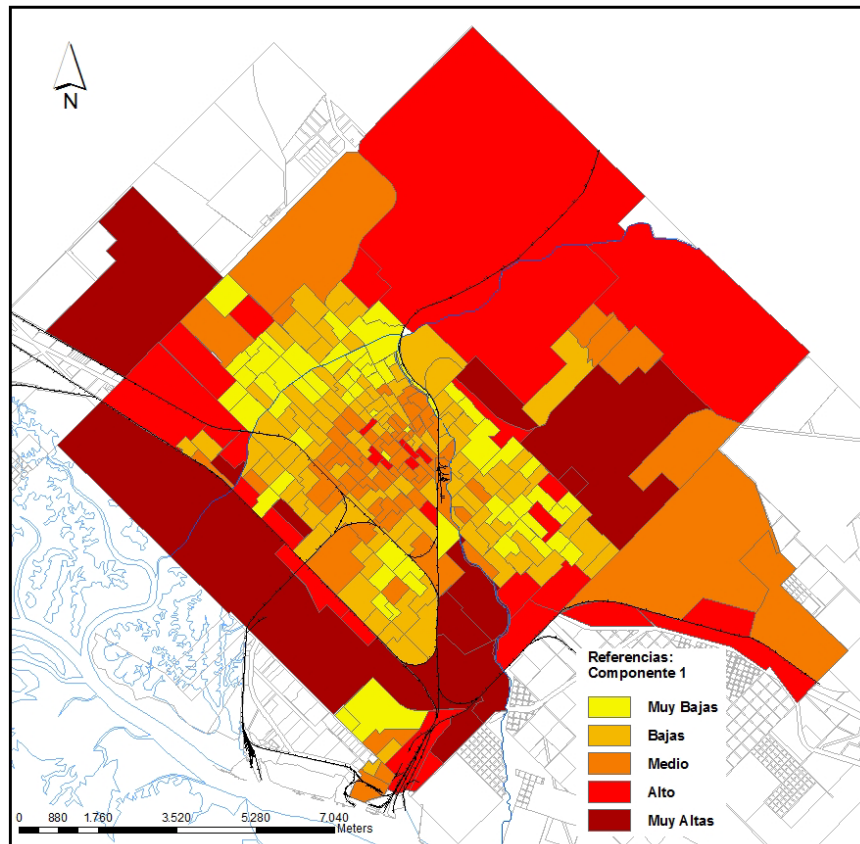 N
Referencias:
Componente 1
Muy Bajas
Bajas
Medio
Alto
Muy Altas
0 880 1.760 3.520 5.280 7.040
Meters